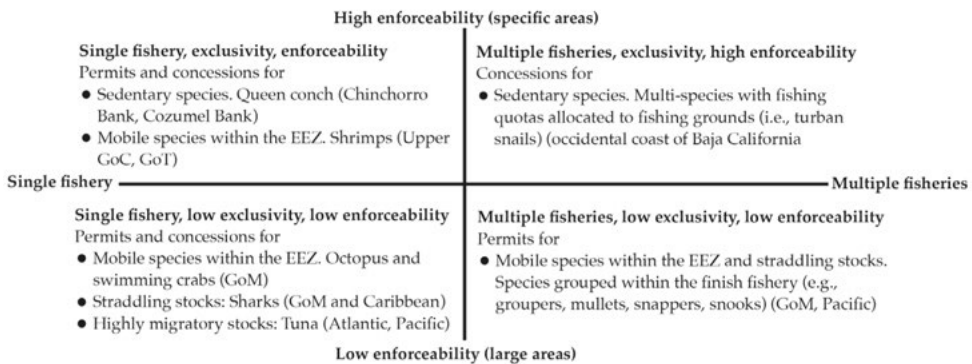 High enforceability (specific areas)
Single fishery, exclusivity, enforceability
Permits and concessions for
● Sedentary species. Queen conch (Chinchorro
Bank, Cozumel Bank)
● Mobile species within the EEZ. Shrimps (Upper
GoC, GoT)
Multiple fisheries, exclusivity, high enforceability
Concessions for
● Sedentary species. Multi-species with fishing
quotas allocated to fishing grounds (i.e., turban
snails) (occidental coast of Baja California
Single fishery
Multiple fisheries
Single fishery, low exclusivity, low enforceability
Permits and concessions for
● Mobile species within the EEZ. Octopus and
swimming crabs (GoM)
● Straddling stocks: Sharks (GoM and Caribbean)
● Highly migratory stocks: Tuna (Atlantic, Pacific)
Multiple fisheries, low exclusivity, low enforceability
Permits for
● Mobile species within the EEZ and straddling stocks.
Species grouped within the finish fishery (e.g.,
groupers, mullets, snappers, snooks) (GoM, Pacific)
Low enforceability (large areas)